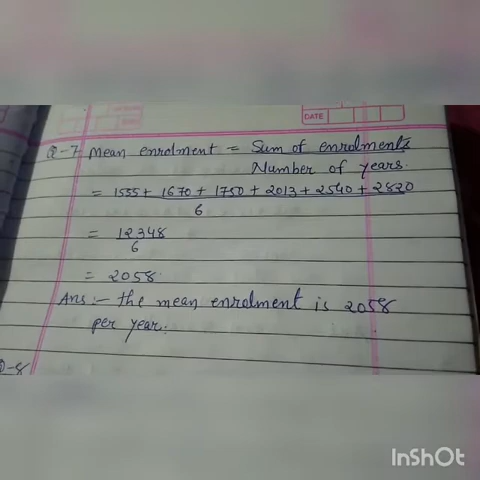 DATE
Q-7 Mean enrolment = Sum of enrolments
Number of years.
= 1555 + 1670 + 1750 + 2013 + 2540 + 2820
6
= 12348
6
= 2058.
Ans :- the mean enrolment is 2058
per year.
Q-8
InShOt